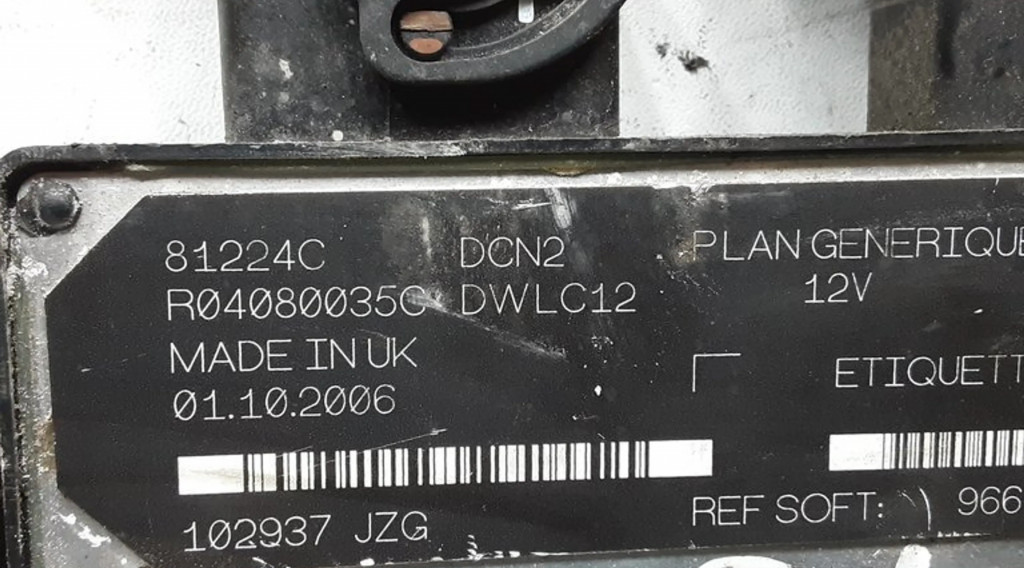 81224C DCN2 PLAN GENERIQUE
R04080035C DWLC12 12V
MADE IN UK ETIQUETT
01.10.2006
102937 JZG REF SOFT: 966